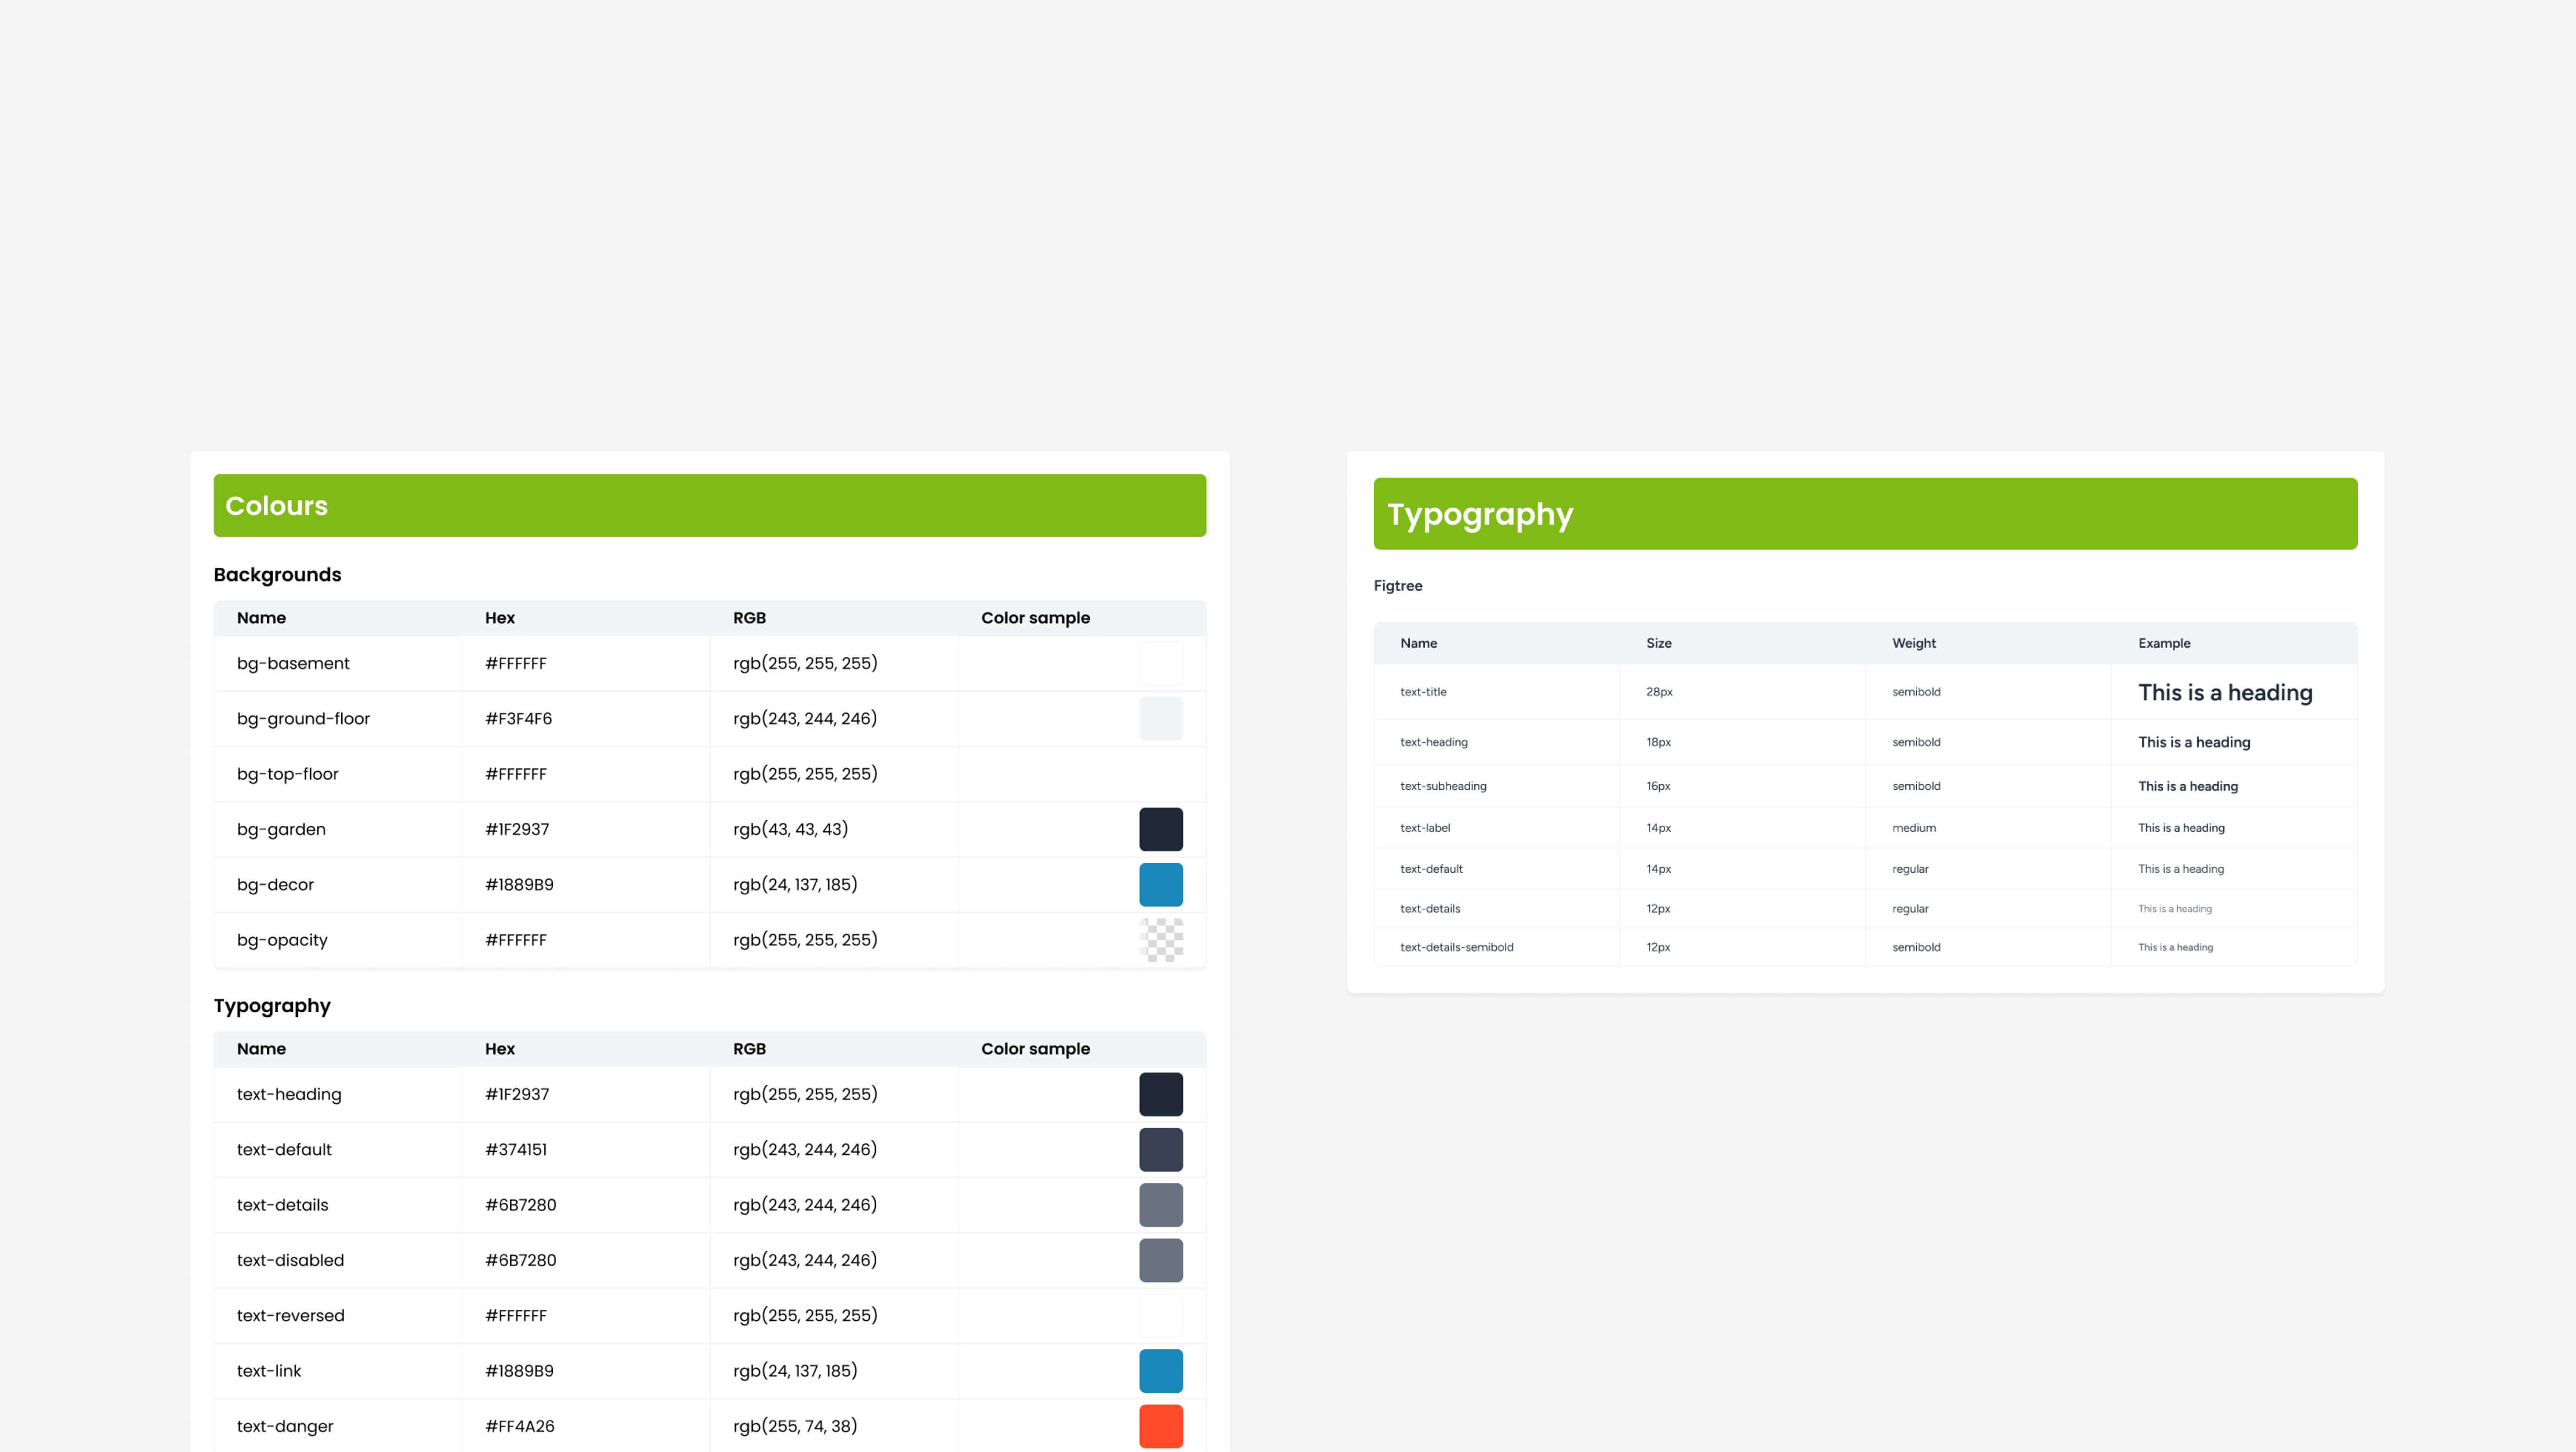 Colours
Backgrounds
Name Hex RGB Color sample
bg-basement #FFFFFF rgb(255, 255, 255)
bg-ground-floor #F3F4F6 rgb(243, 244, 246)
bg-top-floor #FFFFFF rgb(255, 255, 255)
bg-garden #1F2937 rgb(43, 43, 43)
bg-decor #1889B9 rgb(24, 137, 185)
bg-opacity #FFFFFF rgb(255, 255, 255)
Typography
Name Hex RGB Color sample
text-heading #1F2937 rgb(255, 255, 255)
text-default #374151 rgb(243, 244, 246)
text-details #6B7280 rgb(243, 244, 246)
text-disabled #6B7280 rgb(243, 244, 246)
text-reversed #FFFFFF rgb(255, 255, 255)
text-link #1889B9 rgb(24, 137, 185)
text-danger #FF4A26 rgb(255, 74, 38)
Typography
Figtree
Name Size Weight Example
text-title 28px semibold This is a heading
text-heading 18px semibold This is a heading
text-subheading 16px semibold This is a heading
text-label 14px medium This is a heading
text-default 14px regular This is a heading
text-details 12px regular This is a heading
text-details-semibold 12px semibold This is a heading